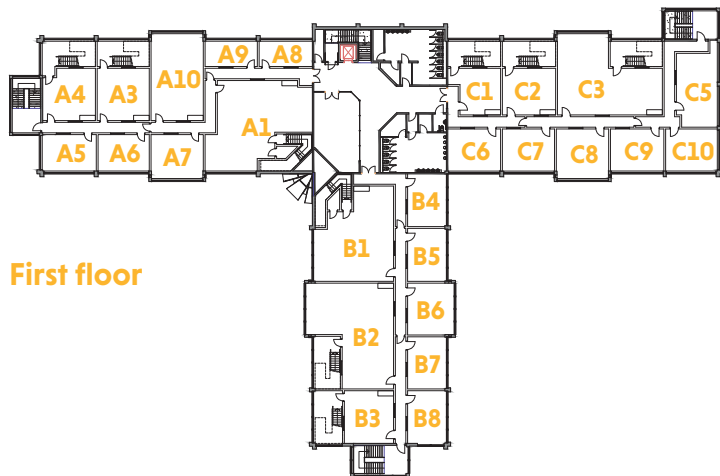 A9 A8
A4 A3 A10 C1 C2 C3 C5
A1
A5 A6 A7 C6 C7 C8 C9 C10
B4
B1
B5
First floor
B6
B2
B7
B3 B8